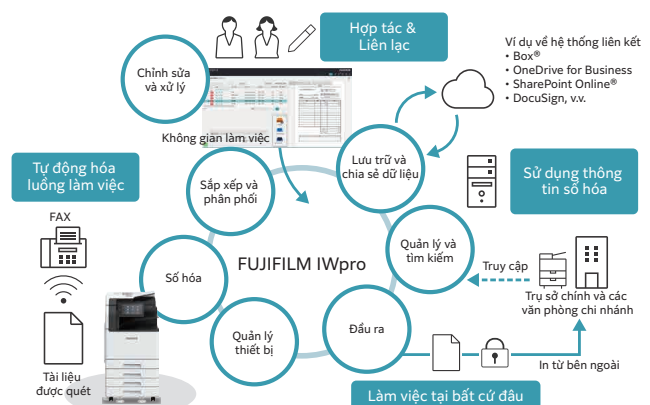 Hợp tác &
Liên lạc
Ví dụ về hệ thống liên kết
• Box®
• OneDrive for Business
• SharePoint Online®
• DocuSign, v.v.
Chỉnh sửa
và xử lý
Không gian làm việc
Lưu trữ và
chia sẻ dữ liệu
Tự động hóa
luồng làm việc
Sắp xếp và
phân phối
Sử dụng thông
tin số hóa
FAX
Quản lý và
tìm kiếm
FUJIFILM IWpro
Truy cập
Số hóa
Trụ sở chính và các
văn phòng chi nhánh
Quản lý
thiết bị
Đầu ra
In từ bên ngoài
Tài liệu
được quét
Làm việc tại bất cứ đâu